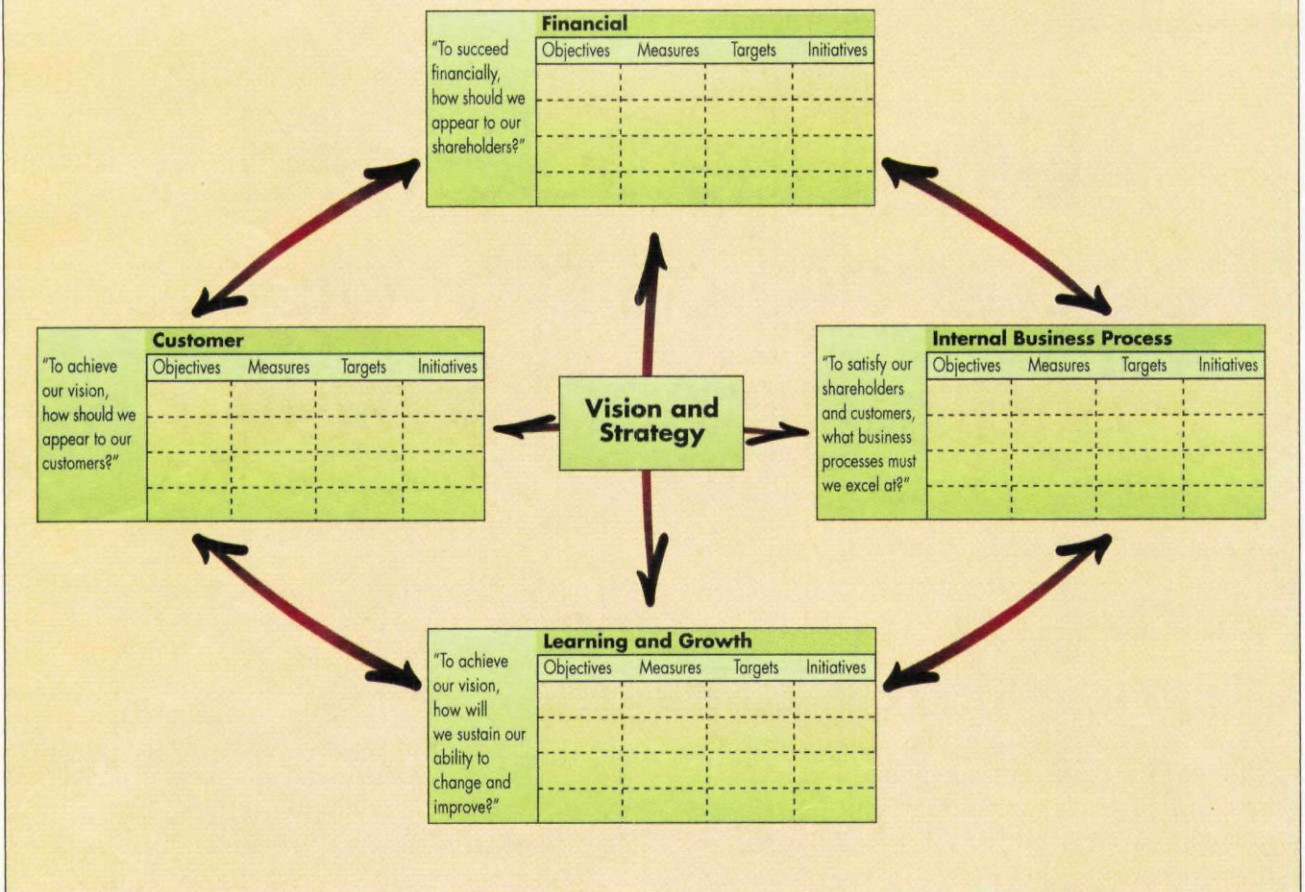 Financial
"To succeed
financially,
how should we
appear to our
shareholders?"
Objectives Measures Targets Initiatives
Customer
"To achieve
our vision,
how should we
appear to our
customers?"
Objectives Measures Targets Initiatives
Vision and
Strategy
Internal Business Process
"To satisfy our
shareholders
and customers,
what business
processes must
we excel at?"
Objectives Measures Targets Initiatives
Learning and Growth
"To achieve
our vision,
how will
we sustain our
ability to
change and
improve?"
Objectives Measures Targets Initiatives